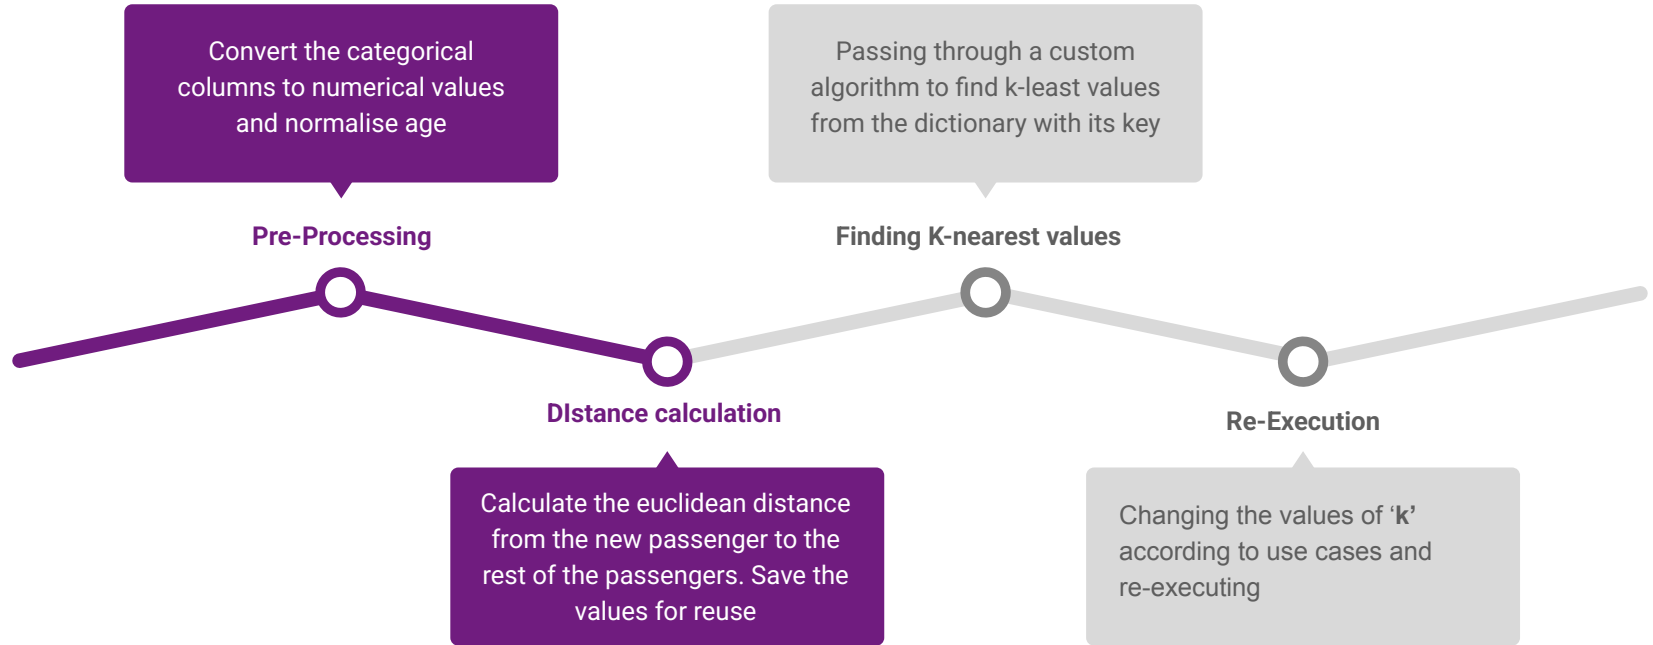 Convert the categorical
columns to numerical values
and normalise age
Pre-Processing
DIstance calculation
Calculate the euclidean distance
from the new passenger to the
rest of the passengers. Save the
values for reuse
Passing through a custom
algorithm to find k-least values
from the dictionary with its key
Finding K-nearest values
Re-Execution
Changing the values of ‘k’
according to use cases and
re-executing